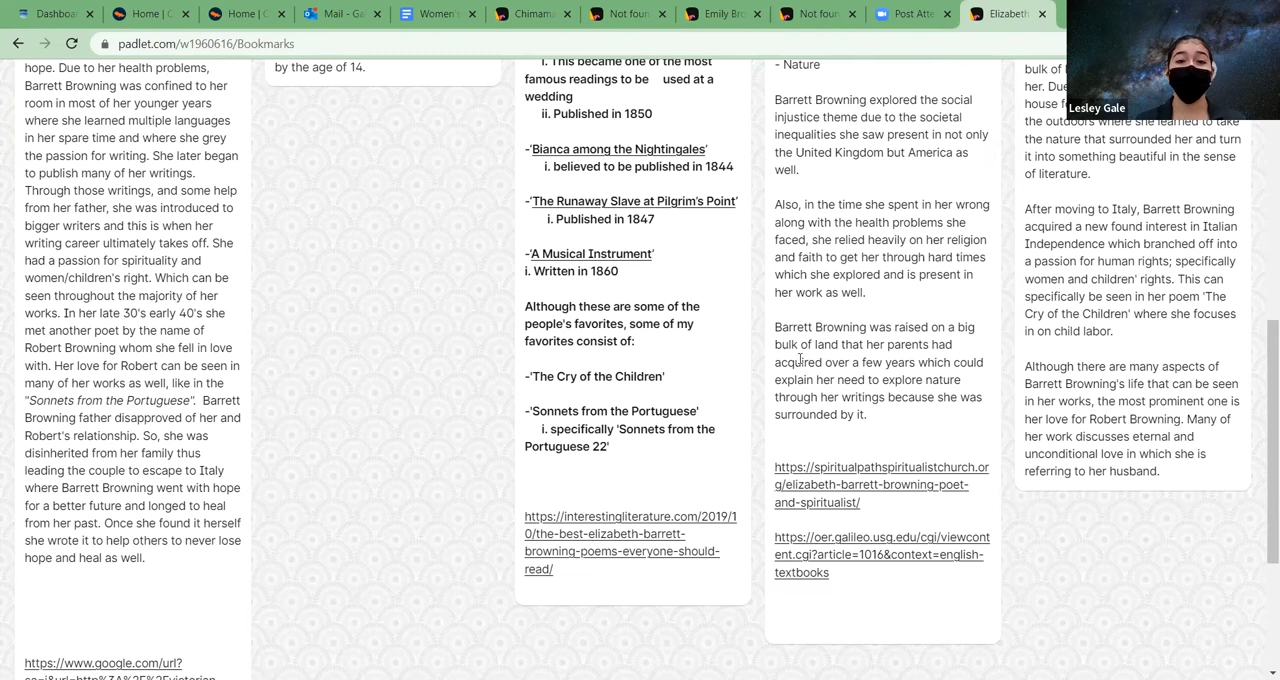 Dashboar
Home | C
Home | C
Mail - Ga
Women's
Chimama
Not foun
Emily Bro
Not foun
Post Atte
Elizabeth
padlet.com/w1960616/Bookmarks
Lesley Gale
hope. Due to her health problems,
Barrett Browning was confined to her
room in most of her younger years
where she learned multiple languages
in her spare time and where she grey
the passion for writing. She later began
to publish many of her writings.
Through those writings, and some help
from her father, she was introduced to
bigger writers and this is when her
writing career ultimately takes off. She
had a passion for spirituality and
women/children's right. Which can be
seen throughout the majority of her
works. In her late 30's early 40's she
met another poet by the name of
Robert Browning whom she fell in love
with. Her love for Robert can be seen in
many of her works as well, like in the
"Sonnets from the Portuguese". Barrett
Browning father disapproved of her and
Robert's relationship. So, she was
disinherited from her family thus
leading the couple to escape to Italy
where Barrett Browning went with hope
for a better future and longed to heal
from her past. Once she found it herself
she wrote it to help others to never lose
hope and heal as well.
https://www.google.com/url?
by the age of 14.
i. This became one of the most
famous readings to be used at a
wedding
ii. Published in 1850
-'Bianca among the Nightingales'
i. believed to be published in 1844
-'The Runaway Slave at Pilgrim's Point'
i. Published in 1847
-'A Musical Instrument'
i. Written in 1860
Although these are some of the
people's favorites, some of my
favorites consist of:
-'The Cry of the Children'
-'Sonnets from the Portuguese'
i. specifically 'Sonnets from the
Portuguese 22'
https://interestingliterature.com/2019/1
0/the-best-elizabeth-barrett-
browning-poems-everyone-should-
read/
- Nature
Barrett Browning explored the social
injustice theme due to the societal
inequalities she saw present in not only
the United Kingdom but America as
well.
Also, in the time she spent in her wrong
along with the health problems she
faced, she relied heavily on her religion
and faith to get her through hard times
which she explored and is present in
her work as well.
Barrett Browning was raised on a big
bulk of land that her parents had
acquired over a few years which could
explain her need to explore nature
through her writings because she was
surrounded by it.
https://spiritualpathspiritualistchurch.or
g/elizabeth-barrett-browning-poet-
and-spiritualist/
https://oer.galileo.usg.edu/cgi/viewcont
ent.cgi?article=1016&context=english-
textbooks
bulk of
her. Due
house f
the outdoors where she learned to take
the nature that surrounded her and turn
it into something beautiful in the sense
of literature.
After moving to Italy, Barrett Browning
acquired a new found interest in Italian
Independence which branched off into
a passion for human rights; specifically
women and children' rights. This can
specifically be seen in her poem 'The
Cry of the Children' where she focuses
in on child labor.
Although there are many aspects of
Barrett Browning's life that can be seen
in her works, the most prominent one is
her love for Robert Browning. Many of
her work discusses eternal and
unconditional love in which she is
referring to her husband.